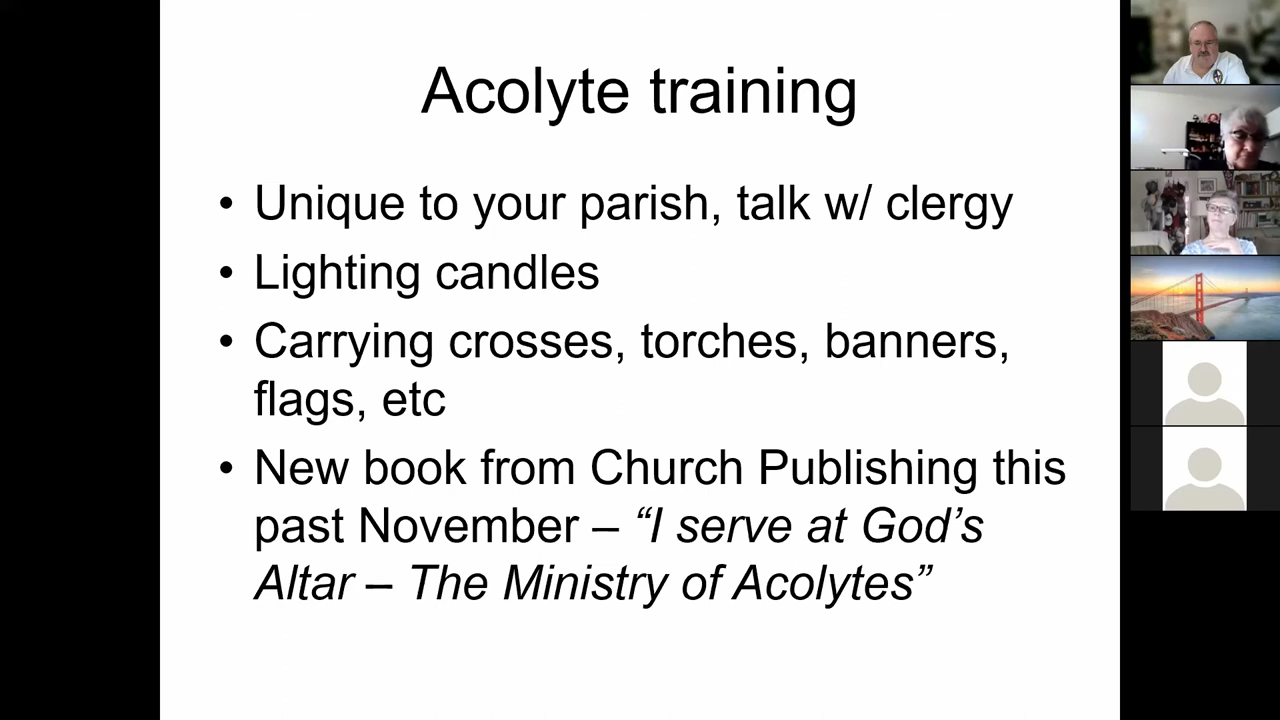 Acolyte training
• Unique to your parish, talk w/ clergy
• Lighting candles
• Carrying crosses, torches, banners,
flags, etc
• New book from Church Publishing this
past November – “I serve at God’s
Altar – The Ministry of Acolytes”